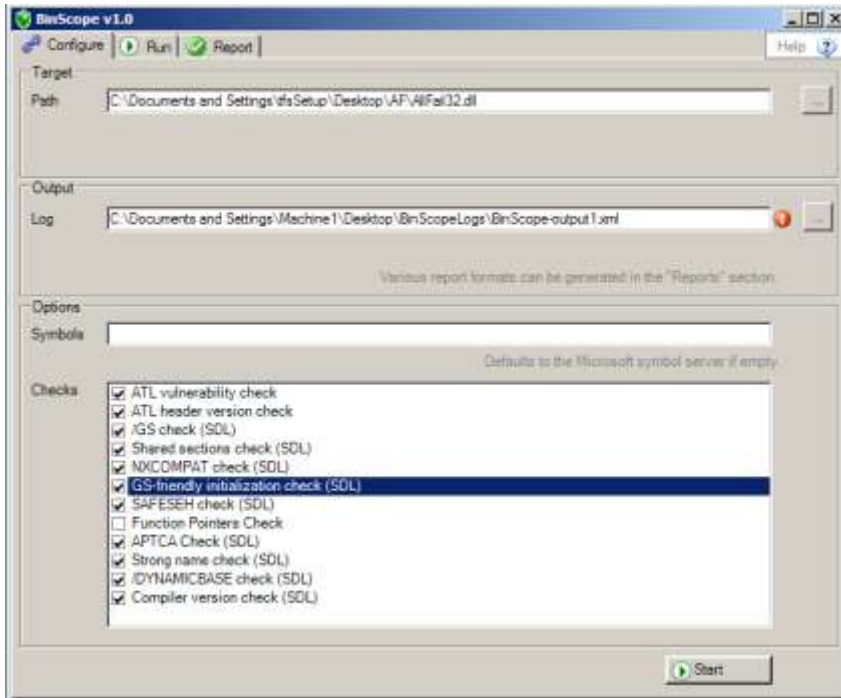 BinScope v1.0
Configure Run Report Help
Target
Path C:\Documents and Settings\tfsSetup\Desktop\AF\AllFail32.dll ...
Output
Log C:\Documents and Settings\Machine1\Desktop\BinScopeLogs\BinScope-output1.xml ...
Various report formats can be generated in the "Reports" section
Options
Symbols
Defaults to the Microsoft symbol server if empty
Checks
ATL vulnerability check
ATL header version check
/GS check (SDL)
Shared sections check (SDL)
NXCOMPAT check (SDL)
GS-friendly initialization check (SDL)
SAFESEH check (SDL)
Function Pointers Check
APTCA Check (SDL)
Strong name check (SDL)
/DYNAMICBASE check (SDL)
Compiler version check (SDL)
Start